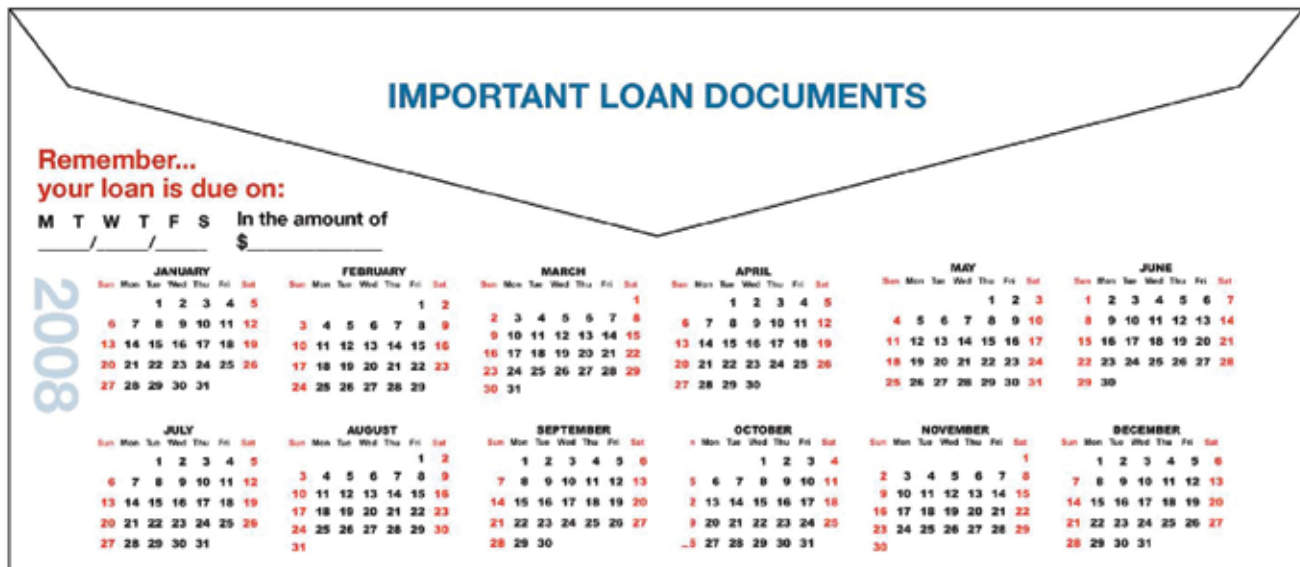 IMPORTANT LOAN DOCUMENTS
Remember...
your loan is due on:
M T W T F S In the amount of
_____/_____/_____ $_____________
2008
JANUARY
Sun Mon Tue Wed Thu Fri Sat
1 2 3 4 5
6 7 8 9 10 11 12
13 14 15 16 17 18 19
20 21 22 23 24 25 26
27 28 29 30 31
FEBRUARY
Sun Mon Tue Wed Thu Fri Sat
1 2
3 4 5 6 7 8 9
10 11 12 13 14 15 16
17 18 19 20 21 22 23
24 25 26 27 28 29
MARCH
Sun Mon Tue Wed Thu Fri Sat
1
2 3 4 5 6 7 8
9 10 11 12 13 14 15
16 17 18 19 20 21 22
23 24 25 26 27 28 29
30 31
APRIL
Sun Mon Tue Wed Thu Fri Sat
1 2 3 4 5
6 7 8 9 10 11 12
13 14 15 16 17 18 19
20 21 22 23 24 25 26
27 28 29 30
MAY
Sun Mon Tue Wed Thu Fri Sat
1 2 3
4 5 6 7 8 9 10
11 12 13 14 15 16 17
18 19 20 21 22 23 24
25 26 27 28 29 30 31
JUNE
Sun Mon Tue Wed Thu Fri Sat
1 2 3 4 5 6 7
8 9 10 11 12 13 14
15 16 17 18 19 20 21
22 23 24 25 26 27 28
29 30
JULY
Sun Mon Tue Wed Thu Fri Sat
1 2 3 4 5
6 7 8 9 10 11 12
13 14 15 16 17 18 19
20 21 22 23 24 25 26
27 28 29 30 31
AUGUST
Sun Mon Tue Wed Thu Fri Sat
1 2
3 4 5 6 7 8 9
10 11 12 13 14 15 16
17 18 19 20 21 22 23
24 25 26 27 28 29 30
31
SEPTEMBER
Sun Mon Tue Wed Thu Fri Sat
1 2 3 4 5 6
7 8 9 10 11 12 13
14 15 16 17 18 19 20
21 22 23 24 25 26 27
28 29 30
OCTOBER
Mon Tue Wed Thu Fri Sat
1 2 3 4
6 7 8 9 10 11
13 14 15 16 17 18
20 21 22 23 24 25
27 28 29 30 31
NOVEMBER
Sun Mon Tue Wed Thu Fri Sat
1
2 3 4 5 6 7 8
9 10 11 12 13 14 15
16 17 18 19 20 21 22
23 24 25 26 27 28 29
30
DECEMBER
Sun Mon Tue Wed Thu Fri Sat
1 2 3 4 5 6
7 8 9 10 11 12 13
14 15 16 17 18 19 20
21 22 23 24 25 26 27
28 29 30 31